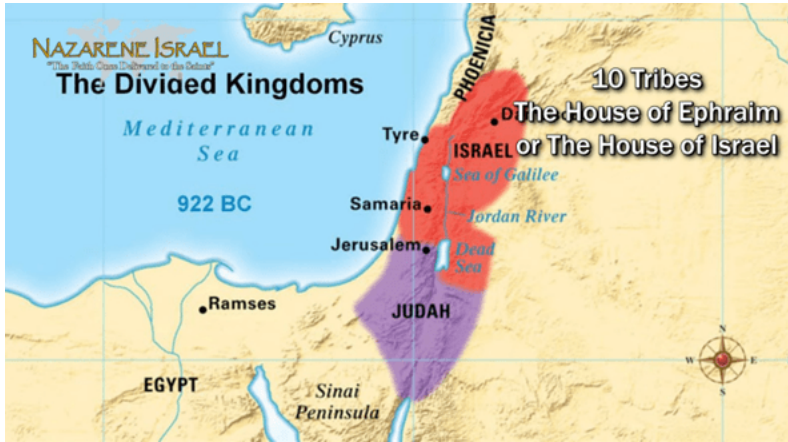 NAZARENE ISRAEL
"The Faith Once Delivered to the Saints"
The Divided Kingdoms
Cyprus
PHOENICIA
10 Tribes
The House of Ephraim
or The House of Israel
Mediterranean
Sea
Tyre
ISRAEL
Sea of Galilee
922 BC
Samaria
Jordan River
Jerusalem
Dead
Sea
Ramses
JUDAH
N
W
E
S
EGYPT
Sinai
Peninsula